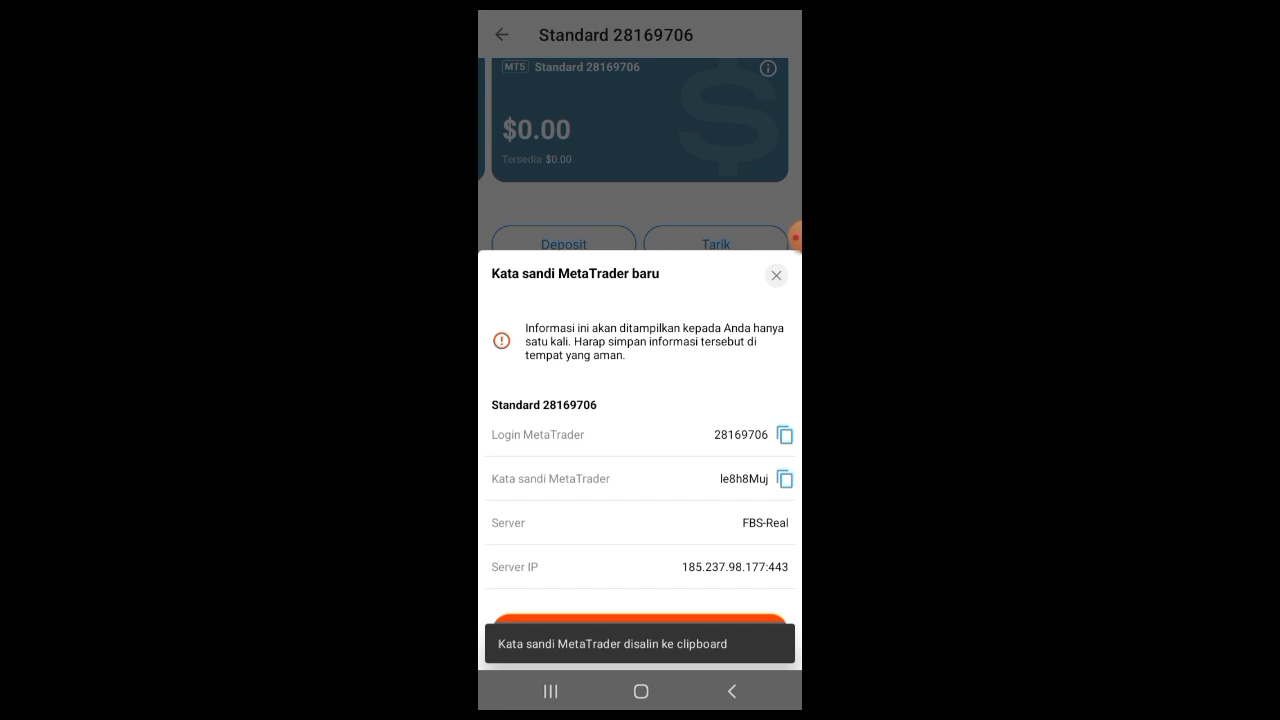 Standard 28169706
MT5 Standard 28169706
$0.00
Tersedia $0.00
Deposit
Tarik
Kata sandi MetaTrader baru
Informasi ini akan ditampilkan kepada Anda hanya
satu kali. Harap simpan informasi tersebut di
tempat yang aman.
Standard 28169706
Login MetaTrader 28169706
Kata sandi MetaTrader le8h8Muj
Server FBS-Real
Server IP 185.237.98.177:443
Kata sandi MetaTrader disalin ke clipboard